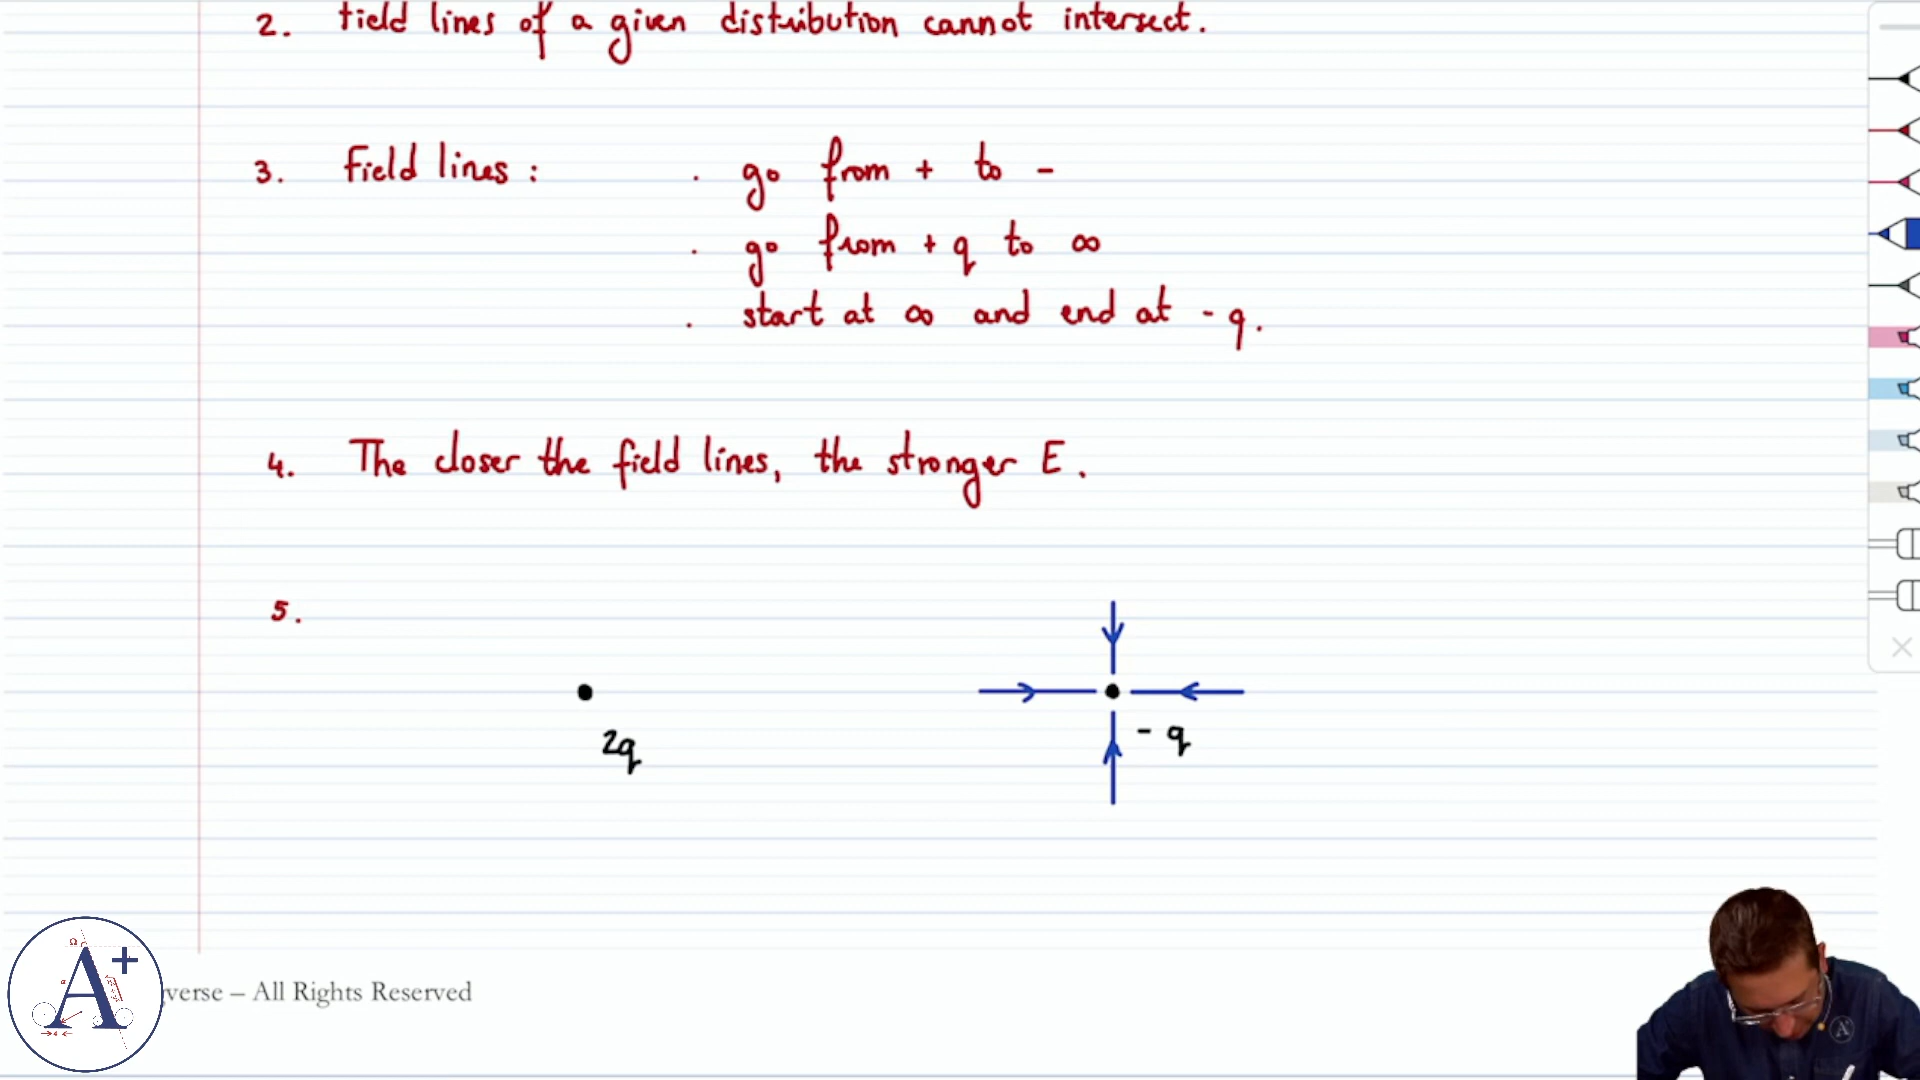 2. Field lines of a given distribution cannot intersect.
3. Field lines: . go from + to -
. go from + q to ∞
. start at ∞ and end at - q.
4. The closer the field lines, the stronger E.
5.
2q
- q
A+
verse – All Rights Reserved